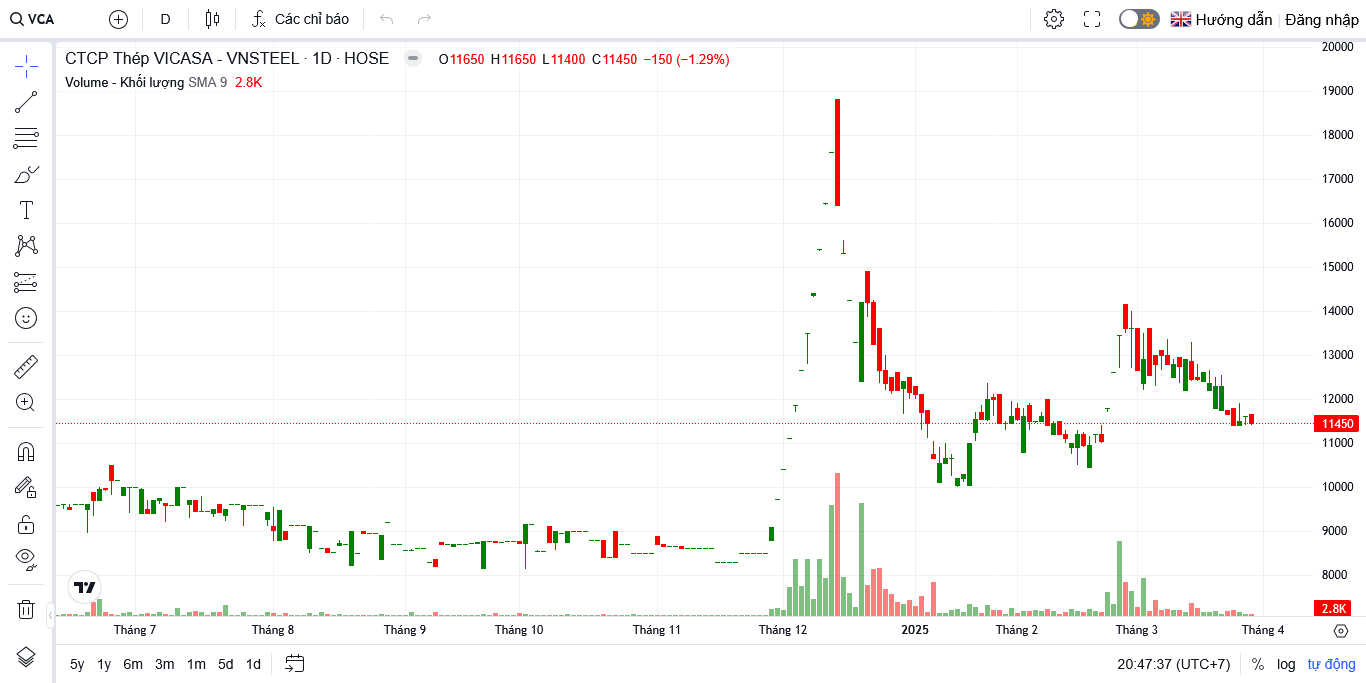 VCA D Các chỉ báo Hướng dẫn Đăng nhập
CTCP Thép VICASA - VNSTEEL · 1D · HOSE O11650 H11650 L11400 C11450 −150 (−1.29%)
Volume - Khối lượng SMA 9 2.8K
20000
19000
18000
17000
16000
15000
14000
13000
12000
11450
11000
10000
9000
8000
2.8K
Tháng 7 Tháng 8 Tháng 9 Tháng 10 Tháng 11 Tháng 12 2025 Tháng 2 Tháng 3 Tháng 4
5y 1y 6m 3m 1m 5d 1d 20:47:37 (UTC+7) % log tự động